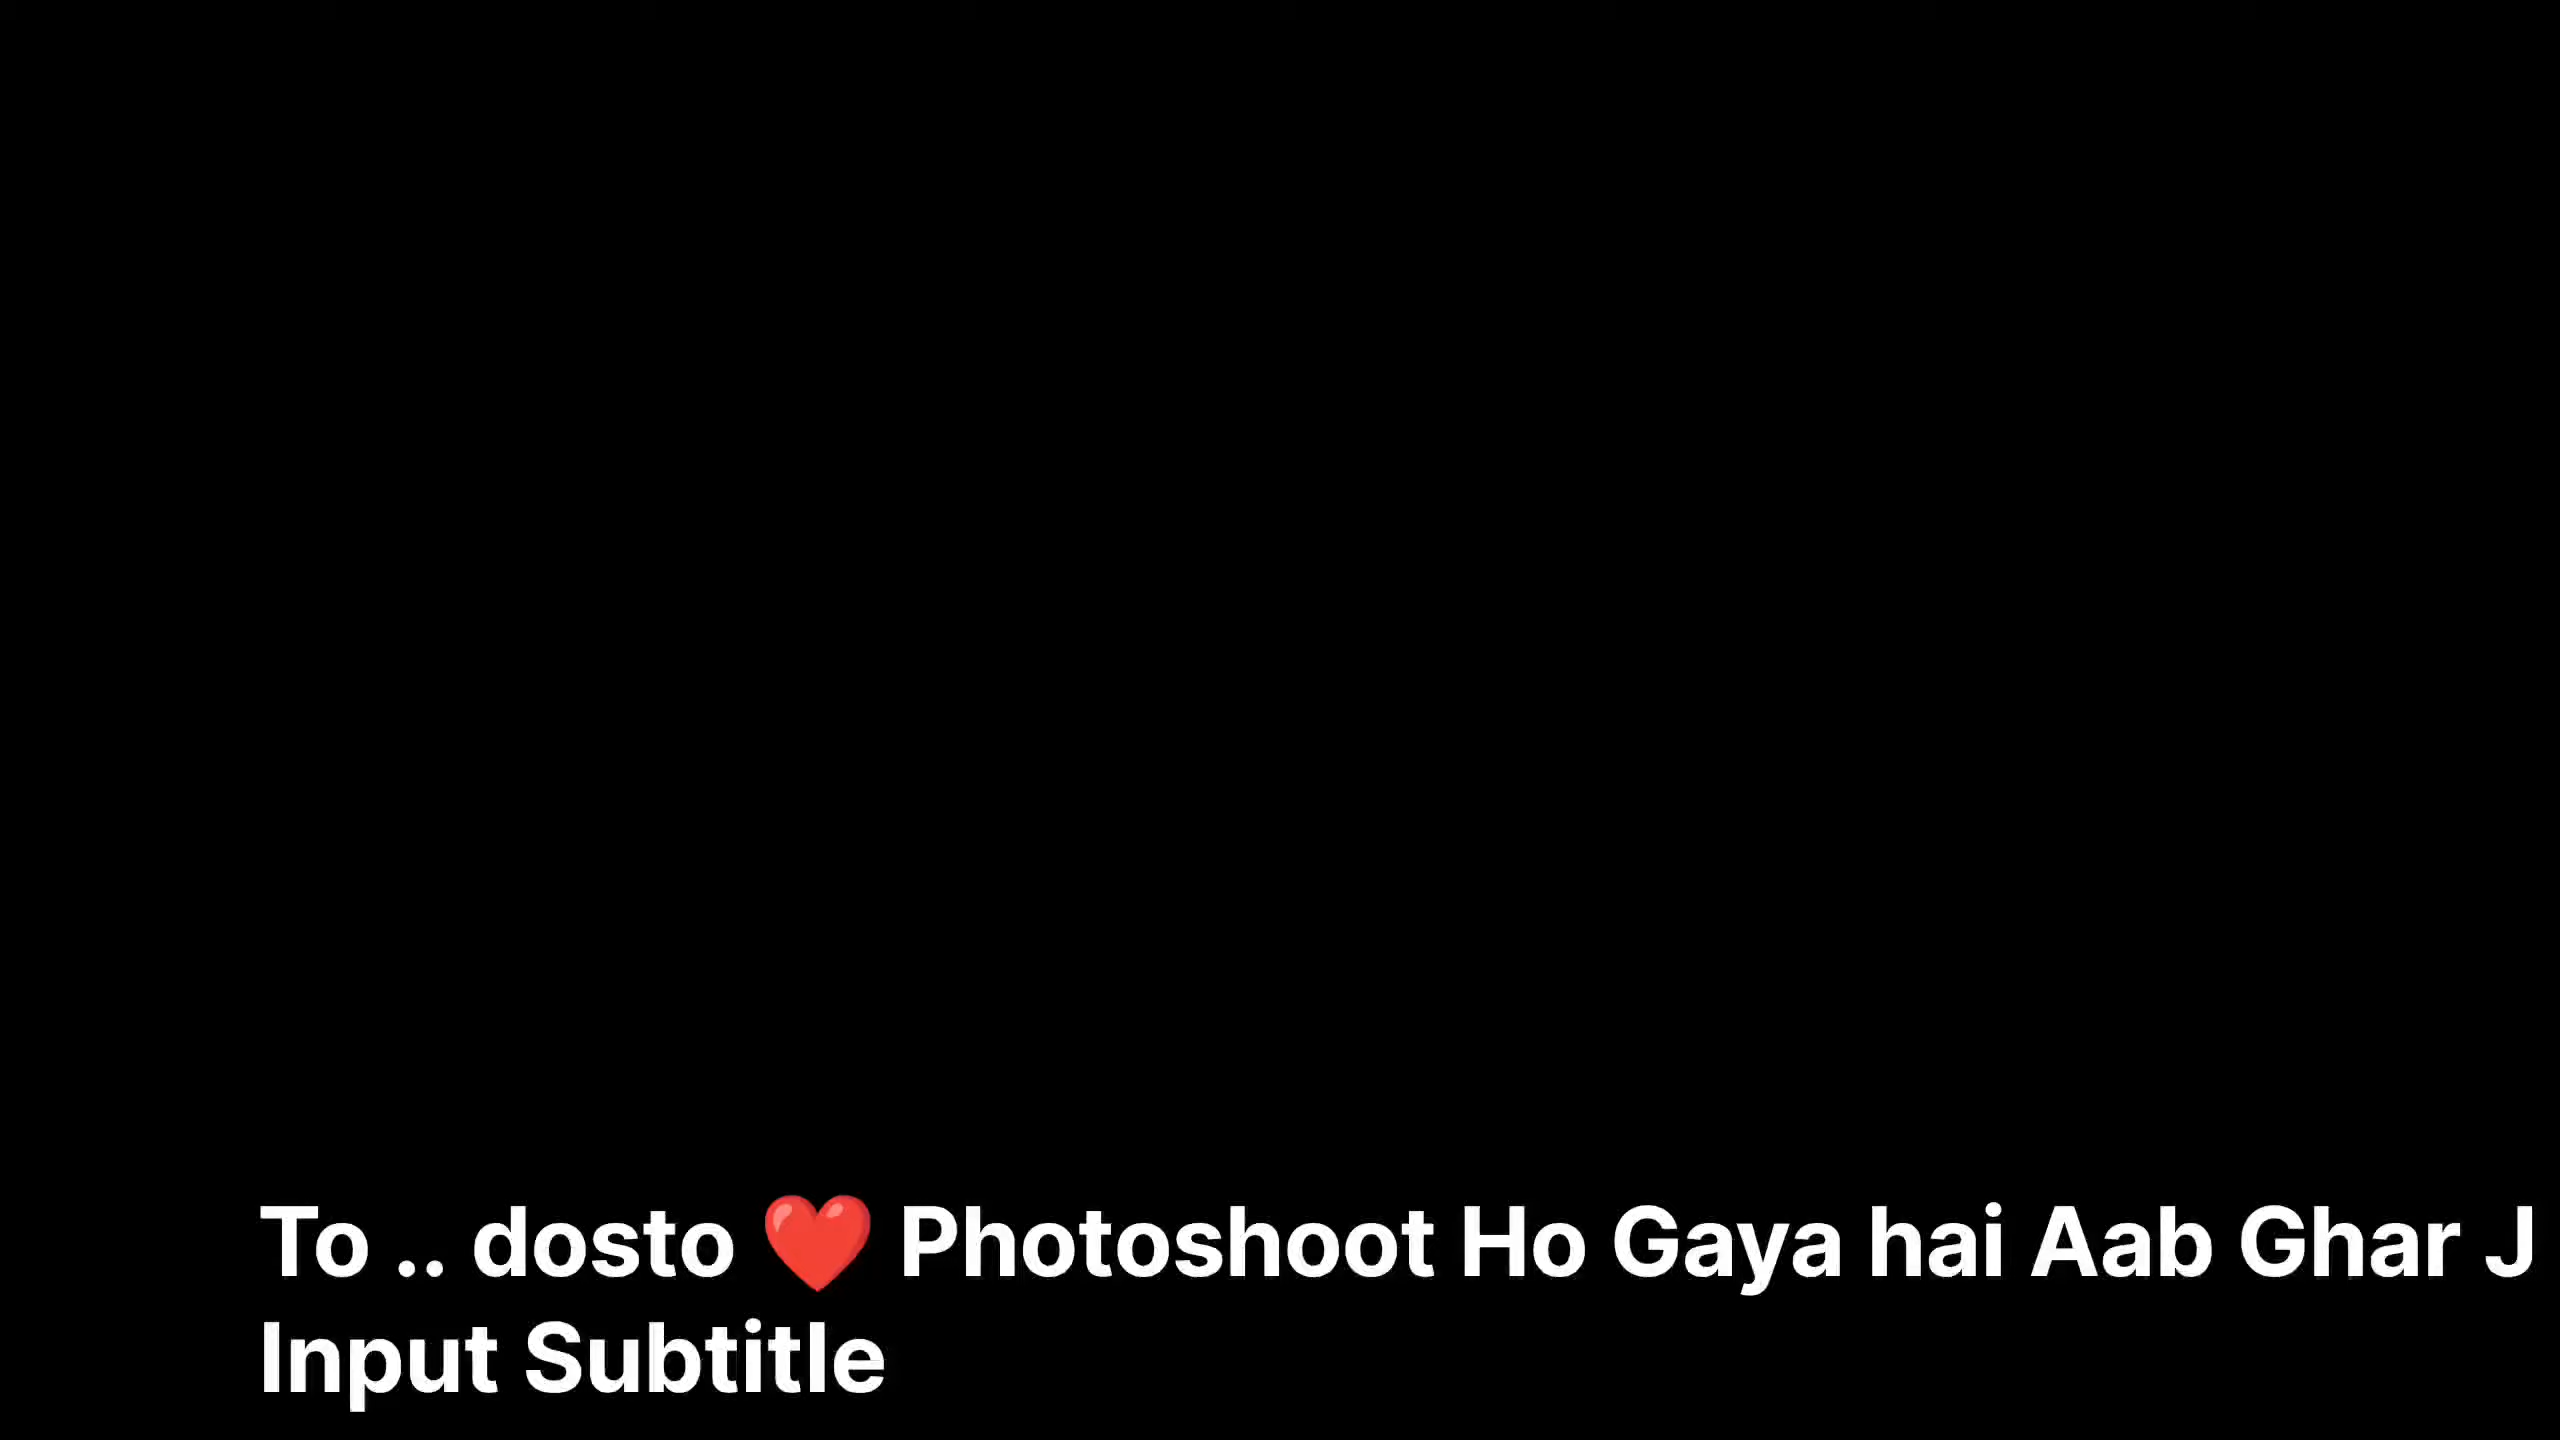 To .. dosto ❤️ Photoshoot Ho Gaya hai Aab Ghar J
Input Subtitle